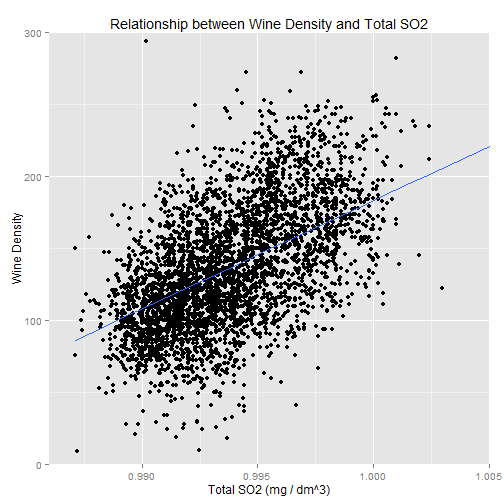 Relationship between Wine Density and Total SO2
300
200
100
0
Wine Density
0.990 0.995 1.000 1.005
Total SO2 (mg / dm^3)